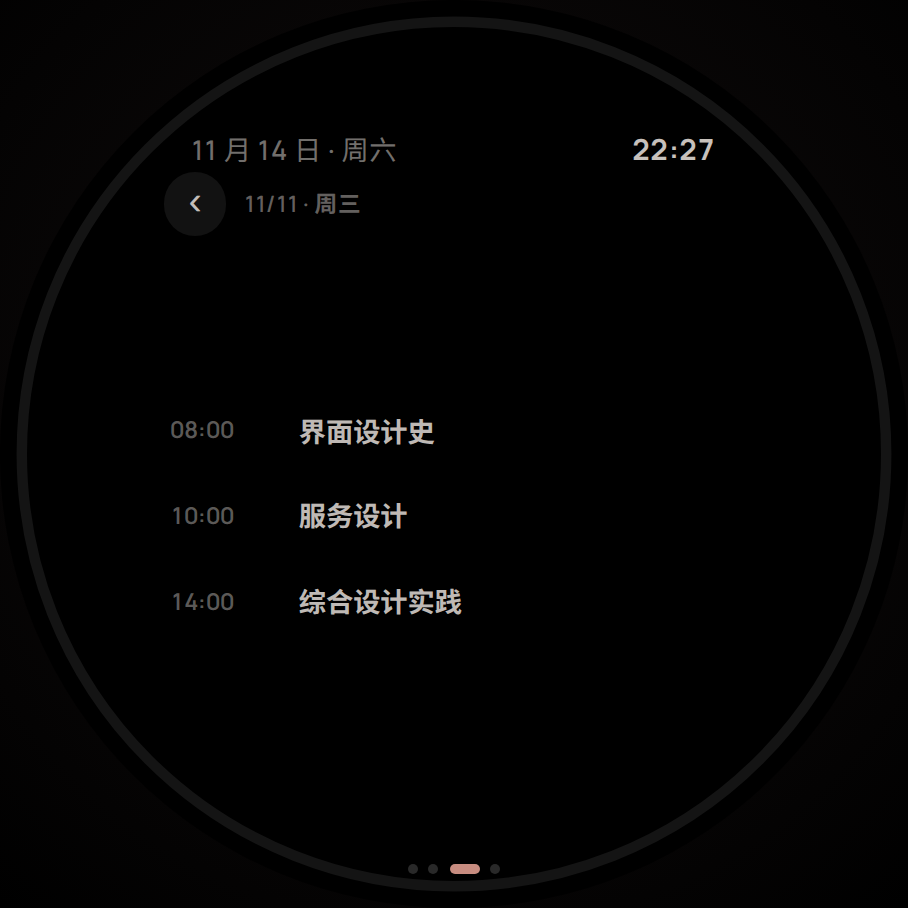 11 月 14 日 · 周六
22:27
‹ 11/11 · 周三
08:00 界面设计史
10:00 服务设计
14:00 综合设计实践